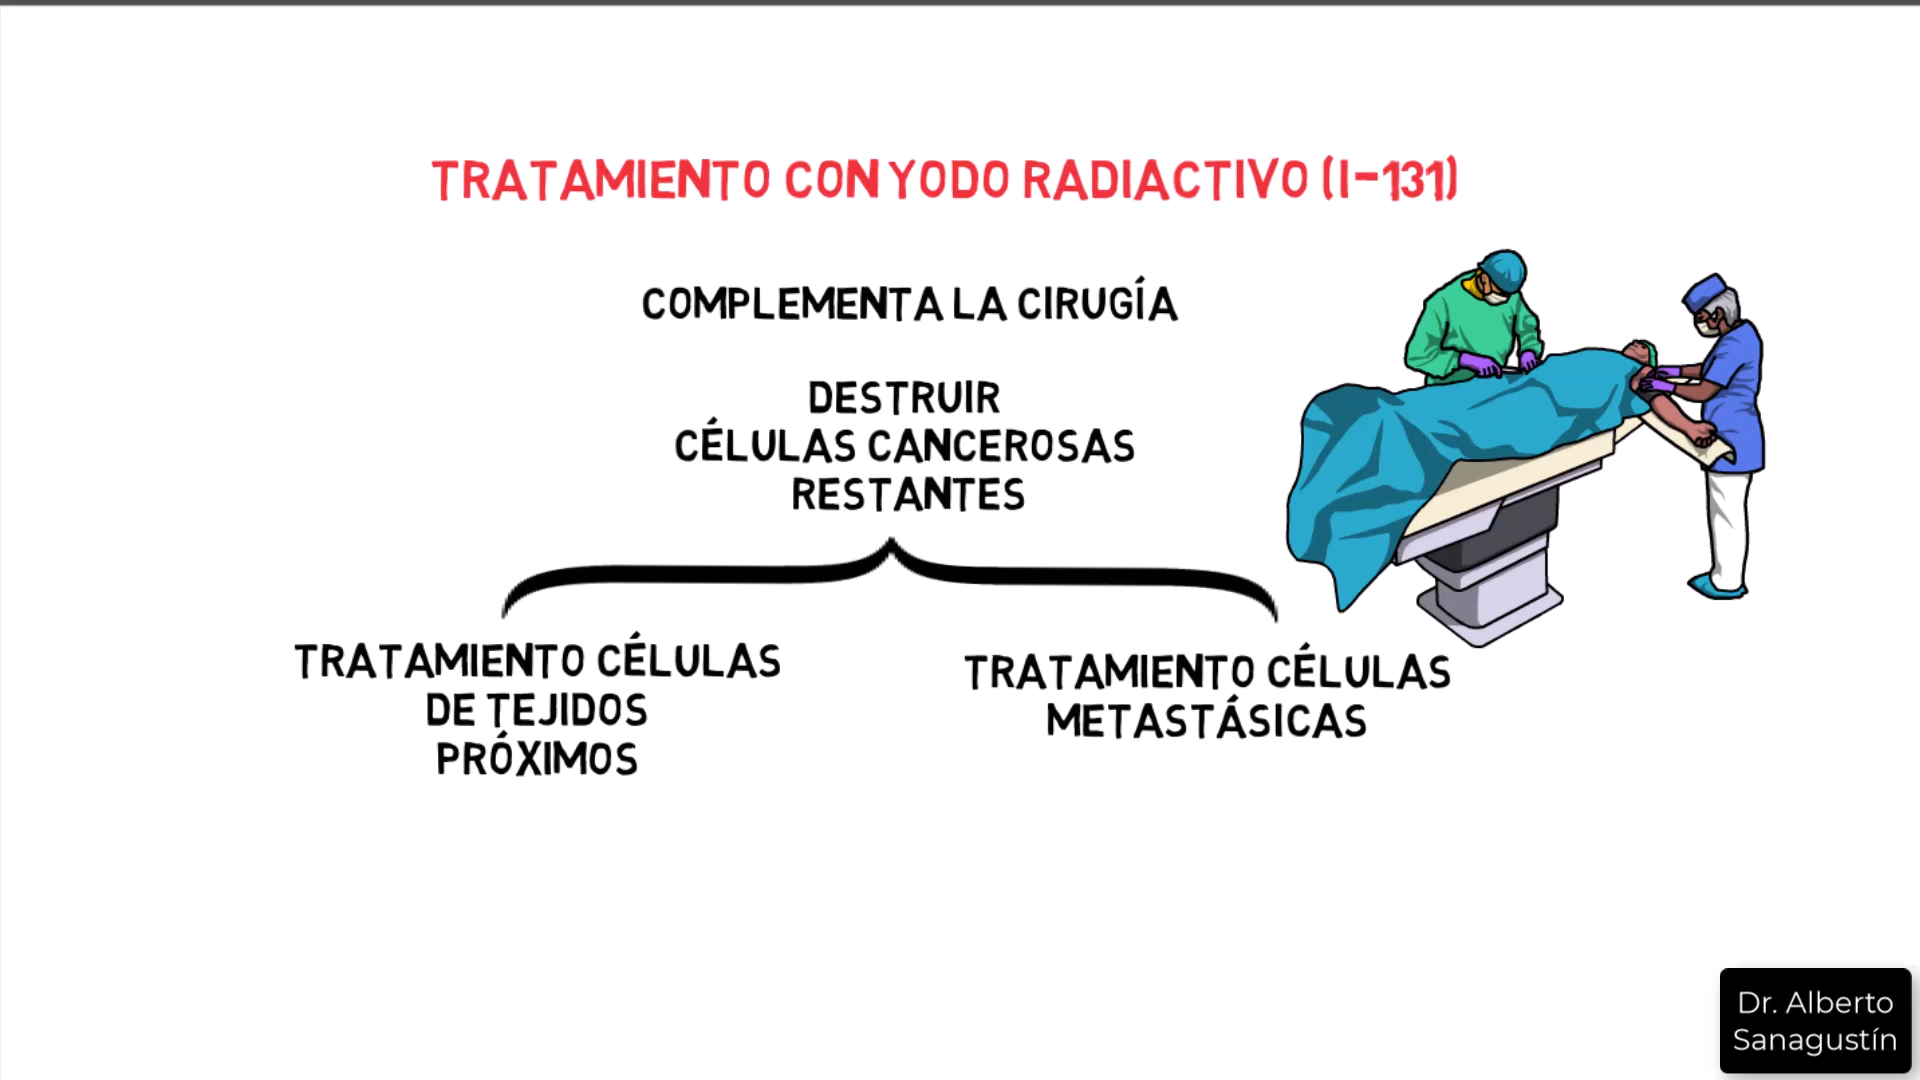 TRATAMIENTO CON YODO RADIACTIVO (I-131)
COMPLEMENTA LA CIRUGÍA
DESTRUIR
CÉLULAS CANCEROSAS
RESTANTES
TRATAMIENTO CÉLULAS
DE TEJIDOS
PRÓXIMOS
TRATAMIENTO CÉLULAS
METASTÁSICAS
Dr. Alberto
Sanagustín